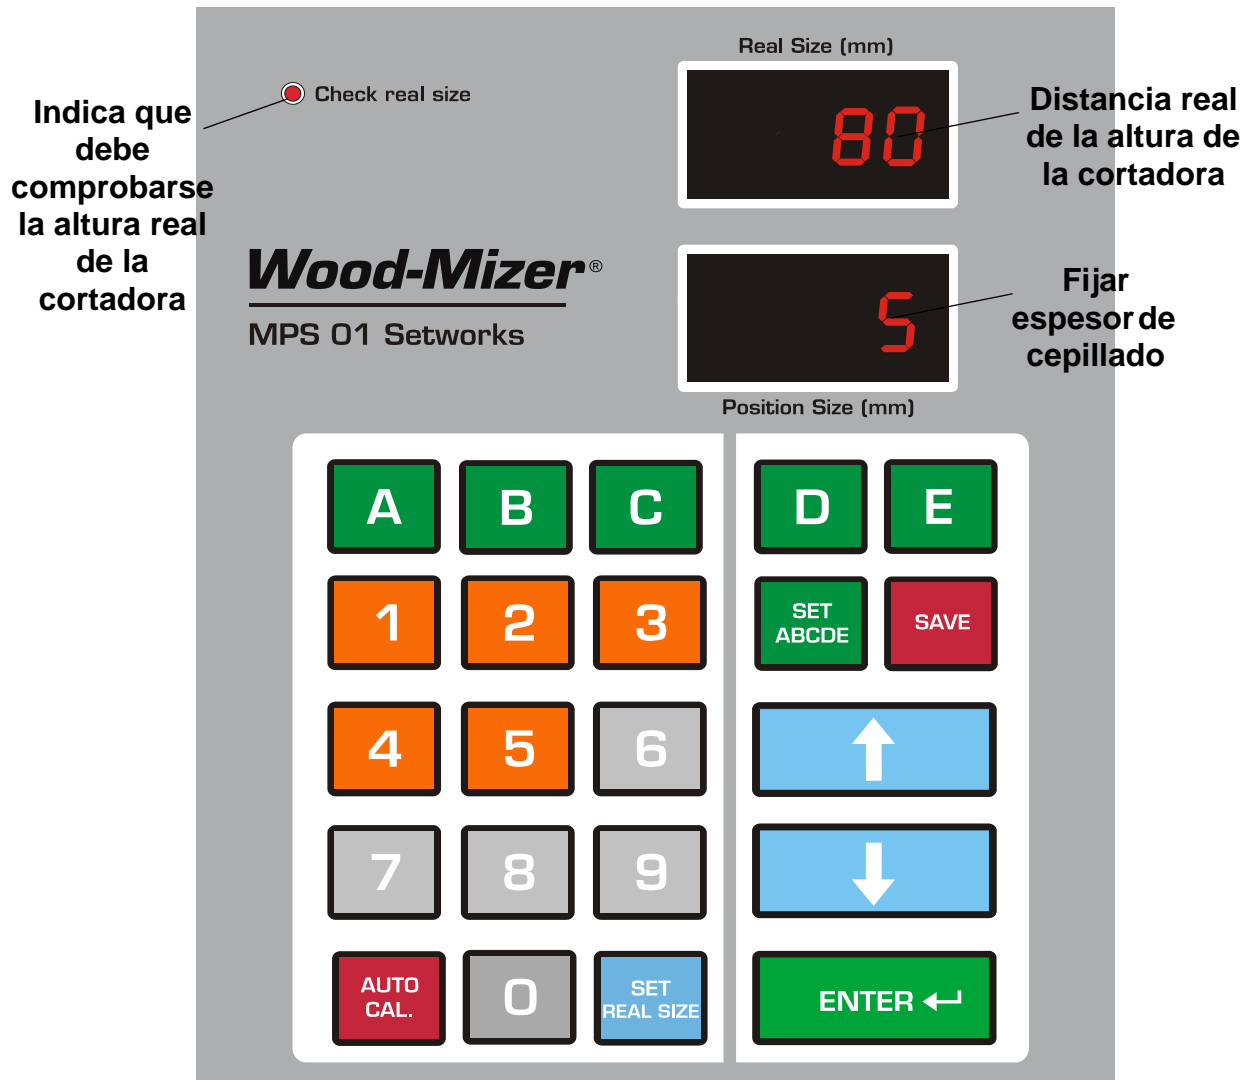 Real Size (mm)
Check real size
Indica que
debe
comprobarse
la altura real
de la
cortadora
80
Distancia real
de la altura de
la cortadora
Wood-Mizer®
MPS 01 Setworks
5
Fijar
espesor de
cepillado
Position Size (mm)
A B C D E
1 2 3
SET
ABCDE
SAVE
4 5 6
7 8 9
AUTO
CAL.
0
SET
REAL SIZE
ENTER